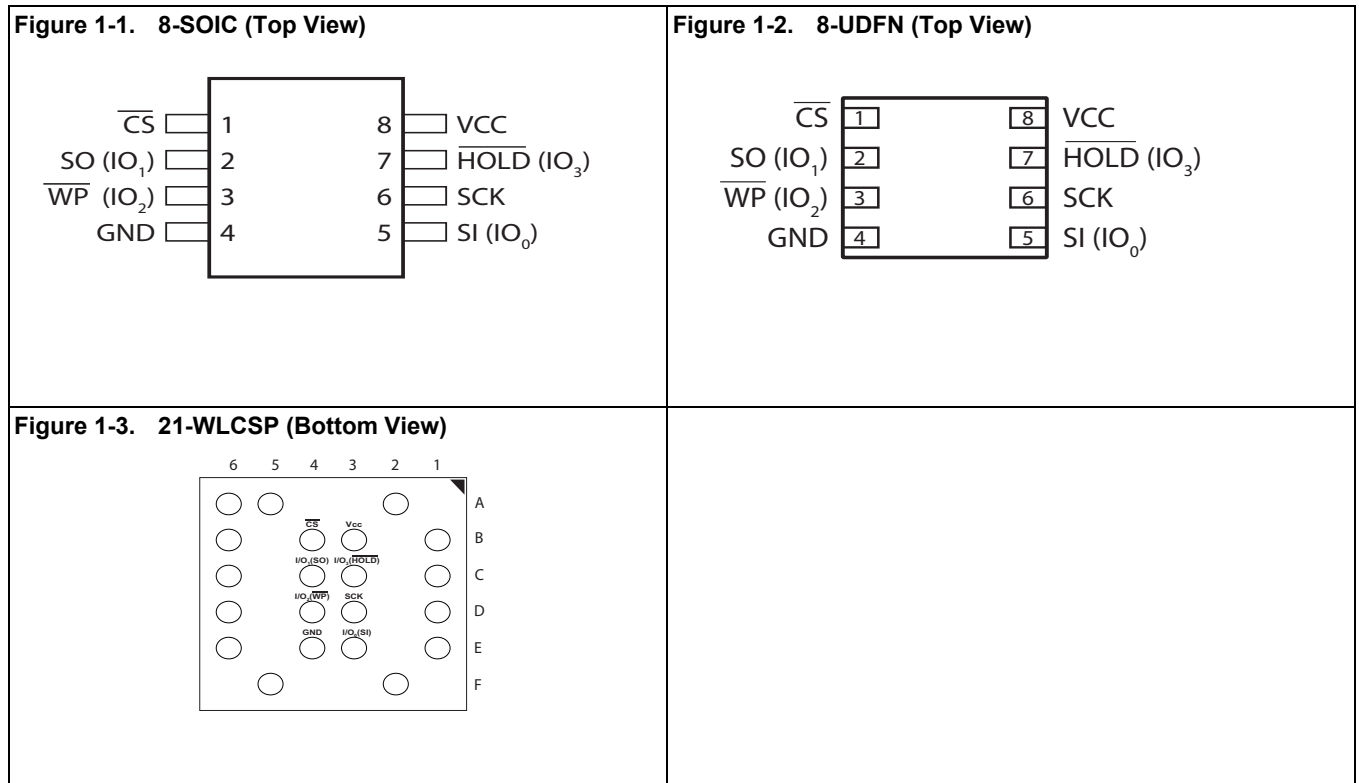 Figure 1-1. 8-SOIC (Top View)
CS 1 8 VCC
SO (IO1) 2 7 HOLD (IO3)
WP (IO2) 3 6 SCK
GND 4 5 SI (IO0)
Figure 1-2. 8-UDFN (Top View)
CS 1 8 VCC
SO (IO1) 2 7 HOLD (IO3)
WP (IO2) 3 6 SCK
GND 4 5 SI (IO0)
Figure 1-3. 21-WLCSP (Bottom View)
6 5 4 3 2 1
A
CS Vcc
B
I/O1(SO) I/O3(HOLD)
C
I/O2(WP) SCK
D
GND I/O0(SI)
E
F